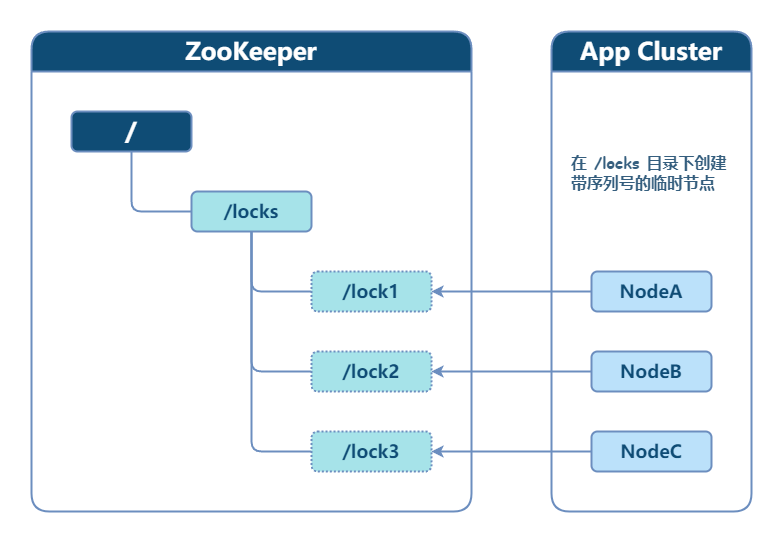 ZooKeeper
App Cluster
/
在 /locks 目录下创建
带序列号的临时节点
/locks
/lock1
NodeA
/lock2
NodeB
/lock3
NodeC